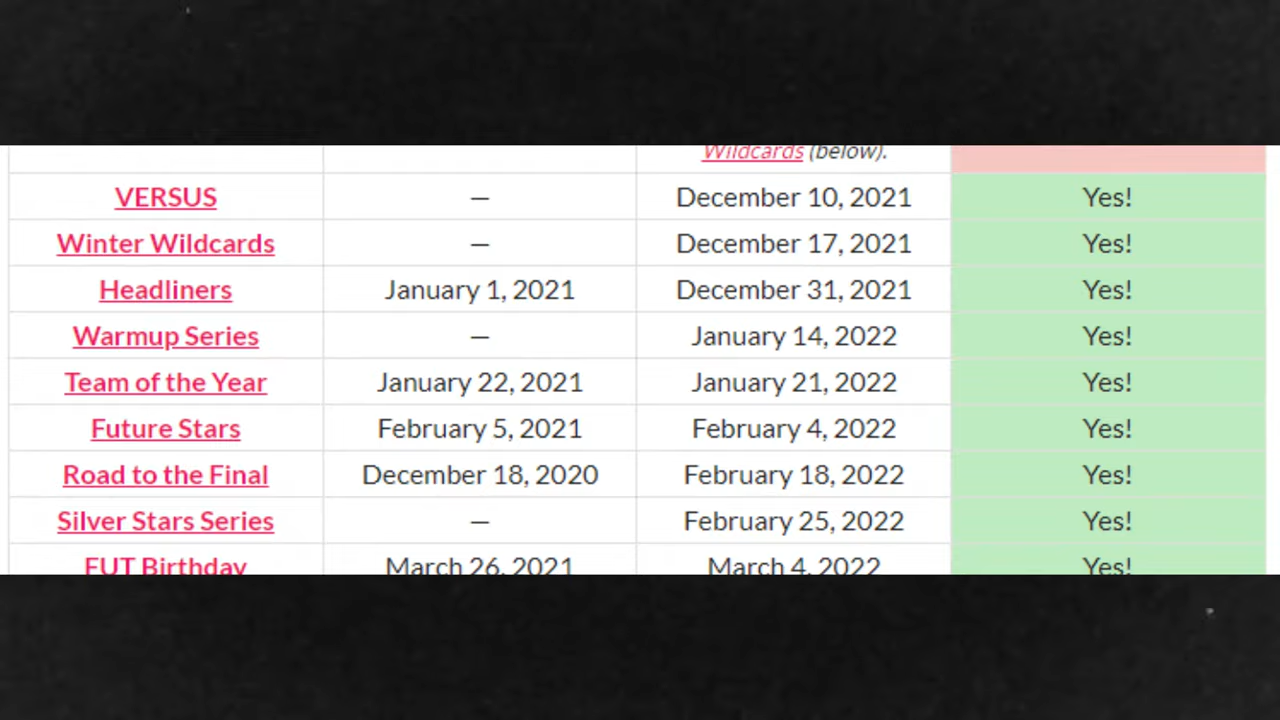 Wildcards (below).
VERSUS — December 10, 2021 Yes!
Winter Wildcards — December 17, 2021 Yes!
Headliners January 1, 2021 December 31, 2021 Yes!
Warmup Series — January 14, 2022 Yes!
Team of the Year January 22, 2021 January 21, 2022 Yes!
Future Stars February 5, 2021 February 4, 2022 Yes!
Road to the Final December 18, 2020 February 18, 2022 Yes!
Silver Stars Series — February 25, 2022 Yes!
FUT Birthday March 26, 2021 March 4, 2022 Yes!